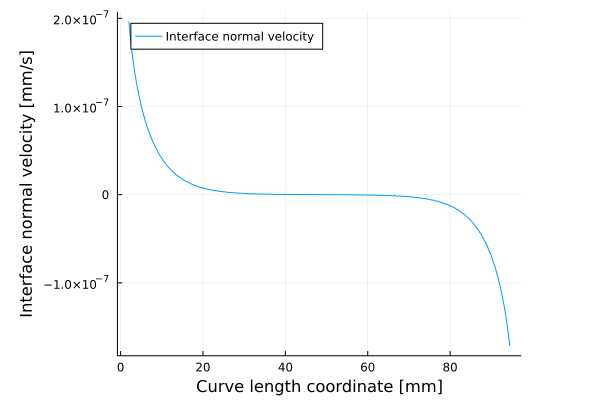 Interface normal velocity
Interface normal velocity [mm/s]
2.0×10⁻⁷
1.0×10⁻⁷
0
−1.0×10⁻⁷
0 20 40 60 80
Curve length coordinate [mm]